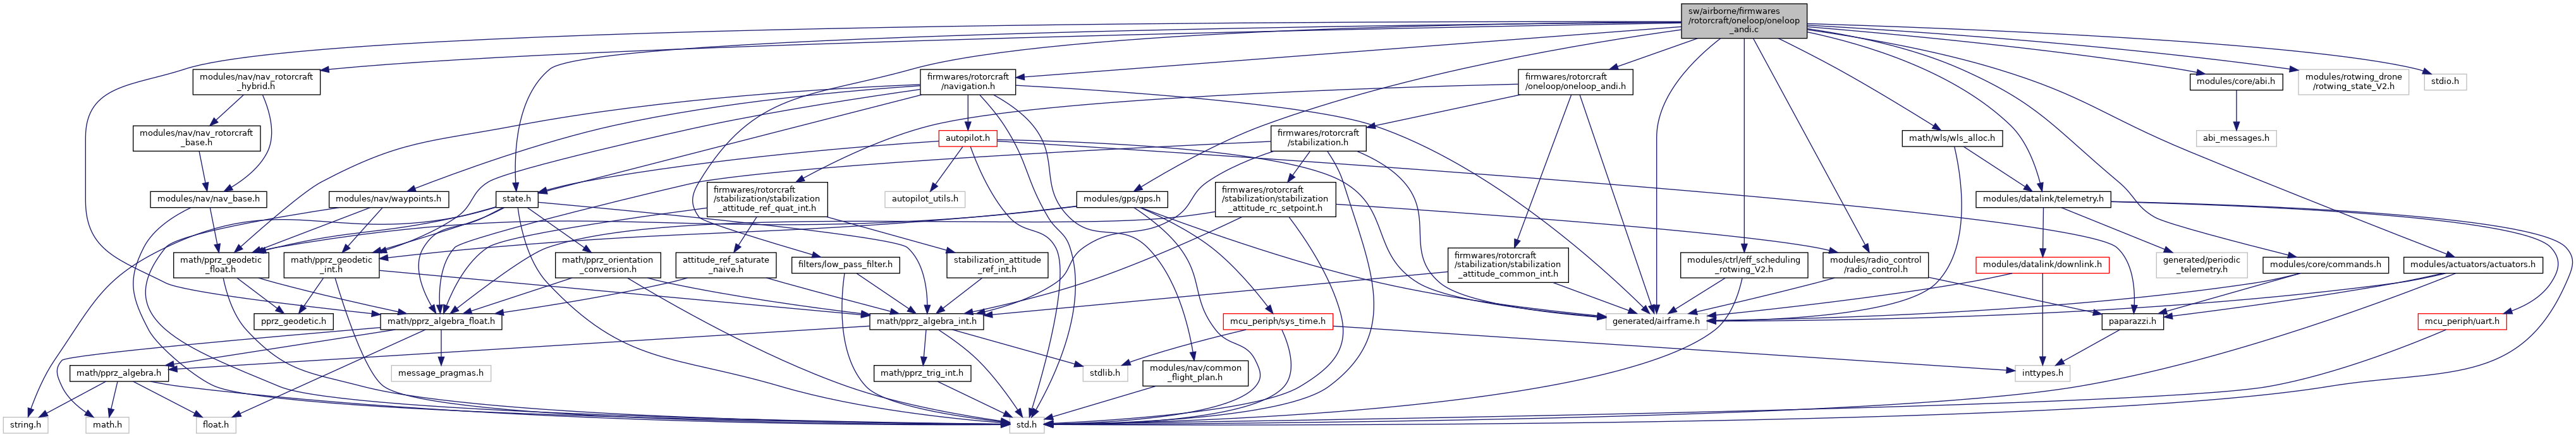 sw/airborne/firmwares
/rotorcraft/oneloop/oneloop
_andi.c
modules/nav/nav_rotorcraft
_hybrid.h
firmwares/rotorcraft
/navigation.h
firmwares/rotorcraft
/oneloop/oneloop_andi.h
modules/core/abi.h
modules/rotwing_drone
/rotwing_state_V2.h
stdio.h
modules/nav/nav_rotorcraft
_base.h
autopilot.h
firmwares/rotorcraft
/stabilization.h
math/wls/wls_alloc.h
abi_messages.h
modules/nav/nav_base.h
modules/nav/waypoints.h
state.h
firmwares/rotorcraft
/stabilization/stabilization
_attitude_ref_quat_int.h
autopilot_utils.h
modules/gps/gps.h
firmwares/rotorcraft
/stabilization/stabilization
_attitude_rc_setpoint.h
modules/datalink/telemetry.h
math/pprz_geodetic
_float.h
math/pprz_geodetic
_int.h
math/pprz_orientation
_conversion.h
attitude_ref_saturate
_naive.h
filters/low_pass_filter.h
stabilization_attitude
_ref_int.h
firmwares/rotorcraft
/stabilization/stabilization
_attitude_common_int.h
modules/ctrl/eff_scheduling
_rotwing_V2.h
modules/radio_control
/radio_control.h
modules/datalink/downlink.h
generated/periodic
_telemetry.h
modules/core/commands.h
modules/actuators/actuators.h
pprz_geodetic.h
math/pprz_algebra_float.h
math/pprz_algebra_int.h
mcu_periph/sys_time.h
generated/airframe.h
paparazzi.h
mcu_periph/uart.h
math/pprz_algebra.h
message_pragmas.h
math/pprz_trig_int.h
stdlib.h
modules/nav/common
_flight_plan.h
inttypes.h
string.h
math.h
float.h
std.h